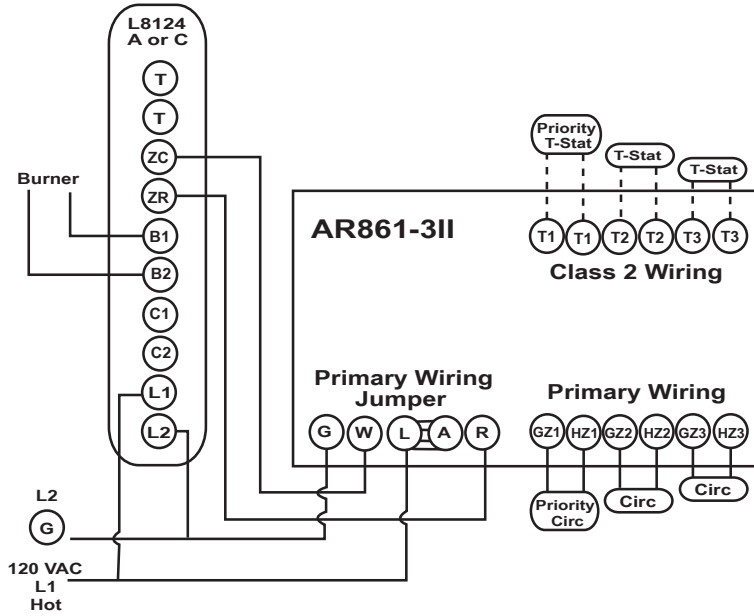 L8124
A or C
T
T
ZC
ZR
B1
B2
C1
C2
L1
L2
Burner
Priority
T-Stat
T-Stat
T-Stat
AR861-3II
T1
T1
T2
T2
T3
T3
Class 2 Wiring
Primary Wiring
Jumper
Primary Wiring
G
W
L
A
R
GZ1
HZ1
GZ2
HZ2
GZ3
HZ3
Priority
Circ
Circ
Circ
L2
G
120 VAC
L1
Hot